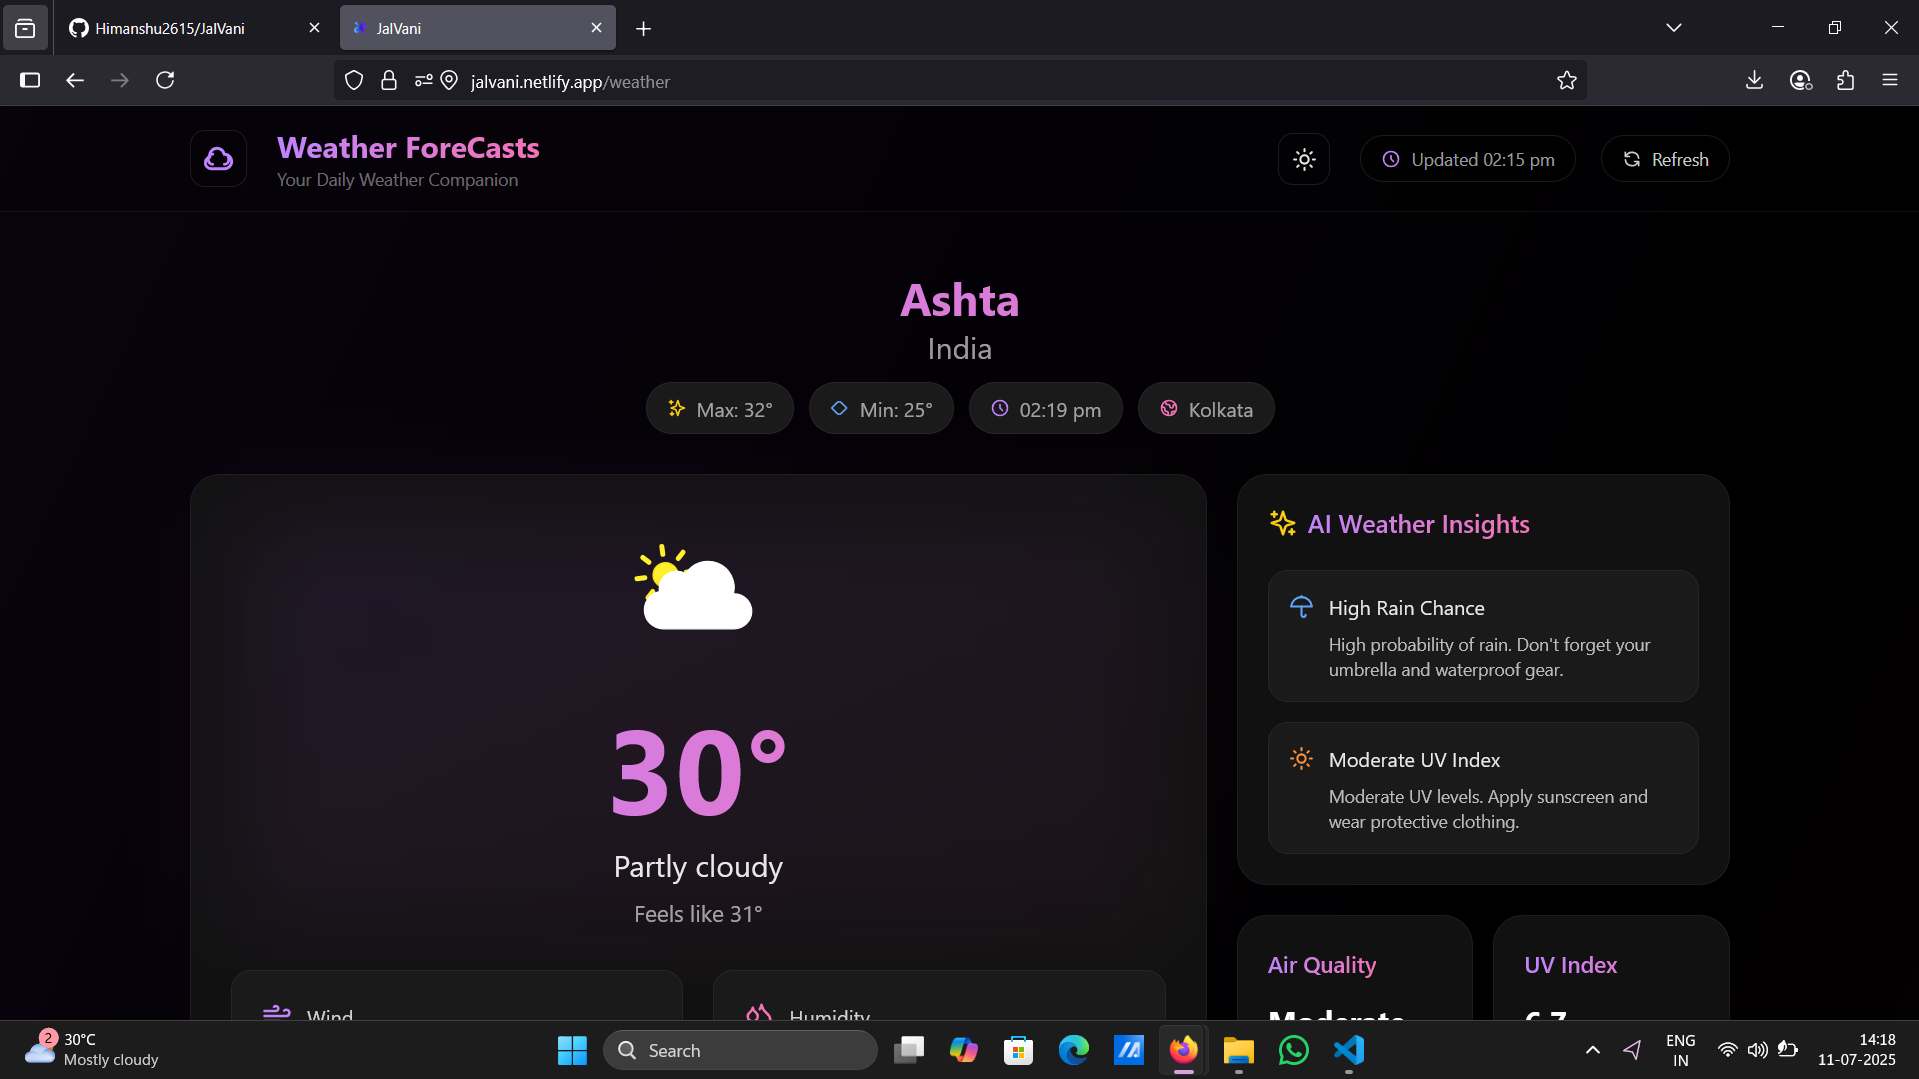 Himanshu2615/JalVani
JalVani
jalvani.netlify.app/weather
Weather ForeCasts
Your Daily Weather Companion
Updated 02:15 pm
Refresh
Ashta
India
Max: 32°
Min: 25°
02:19 pm
Kolkata
30°
Partly cloudy
Feels like 31°
Wind
Humidity
AI Weather Insights
High Rain Chance
High probability of rain. Don't forget your
umbrella and waterproof gear.
Moderate UV Index
Moderate UV levels. Apply sunscreen and
wear protective clothing.
Air Quality
Moderate
UV Index
6.7
2
30°C
Mostly cloudy
Search
ENG
IN
14:18
11-07-2025